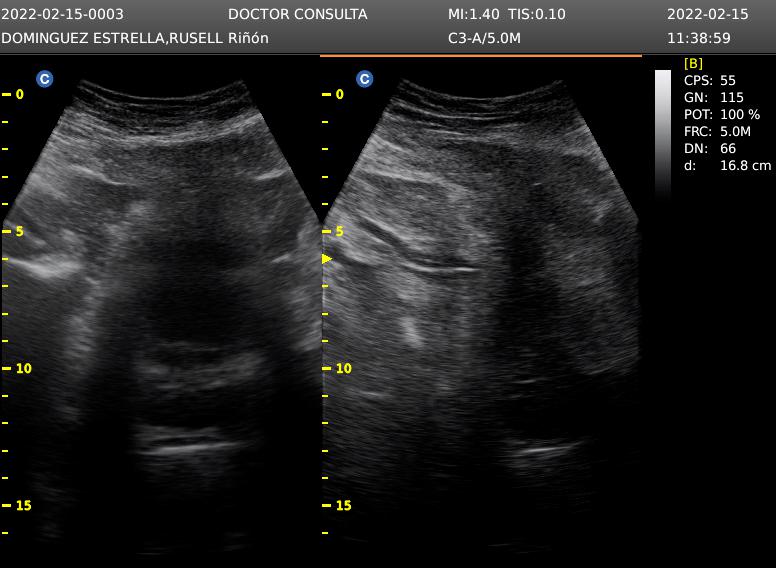 2022-02-15-0003 DOCTOR CONSULTA MI:1.40 TIS:0.10 2022-02-15
DOMINGUEZ ESTRELLA,RUSELL Riñón C3-A/5.0M 11:38:59
C
0
5
10
15
C
0
5
10
15
[B]
CPS: 55
GN: 115
POT: 100 %
FRC: 5.0M
DN: 66
d: 16.8 cm